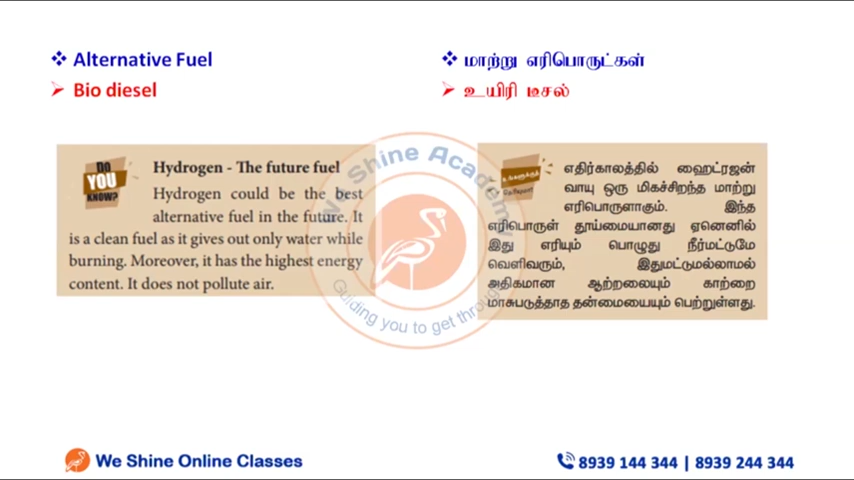 Alternative Fuel
Bio diesel
மாற்று எரிபொருட்கள்
உயிரி டீசல்
DO
YOU
KNOW?
Hydrogen - The future fuel
Hydrogen could be the best
alternative fuel in the future. It
is a clean fuel as it gives out only water while
burning. Moreover, it has the highest energy
content. It does not pollute air.
உங்களுக்குத்
எதிர்காலத்தில் ஹைட்ரஜன்
வாயு ஒரு மிகச்சிறந்த மாற்று
எரிபொருளாகும். இந்த
எரிபொருள் தூய்மையானது ஏனெனில்
இது எரியும் பொழுது நீர்மட்டுமே
வெளிவரும், இதுமட்டுமல்லாமல்
அதிகமான ஆற்றலையும் காற்றை
மாசுபடுத்தாத தன்மையையும் பெற்றுள்ளது.
We Shine Academy
Guiding you to get through
We Shine Online Classes
8939 144 344 | 8939 244 344